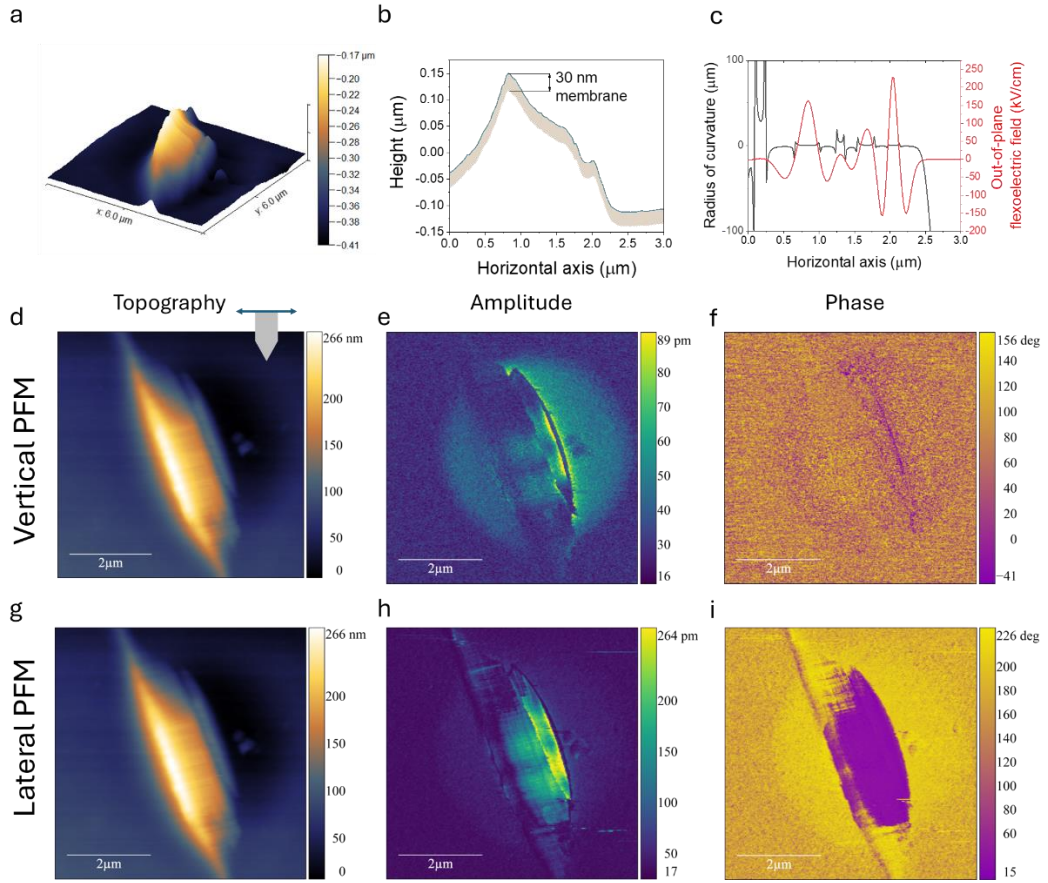 a
−0.17 µm
−0.20
−0.22
−0.24
−0.26
−0.28
−0.29
−0.31
−0.33
−0.35
−0.36
−0.38
−0.41
x: 6.0 µm
y: 6.0 µm
b
Height (µm)
0.15
0.10
0.05
0.00
-0.05
-0.10
-0.15
30 nm
membrane
0.0 0.5 1.0 1.5 2.0 2.5 3.0
Horizontal axis (µm)
c
Radius of curvature (µm)
100
0
-100
Out-of-plane
flexoelectric field (kV/cm)
250
200
150
100
50
0
-50
-100
-150
-200
0.0 0.5 1.0 1.5 2.0 2.5 3.0
Horizontal axis (µm)
Topography
Amplitude
Phase
Vertical PFM
d
266 nm
200
150
100
50
0
2µm
e
89 pm
80
70
60
50
40
30
16
2µm
f
156 deg
140
120
100
80
60
40
20
0
−41
2µm
Lateral PFM
g
266 nm
200
150
100
50
0
2µm
h
264 pm
200
150
100
50
17
2µm
i
226 deg
200
180
160
140
120
100
80
60
15
2µm